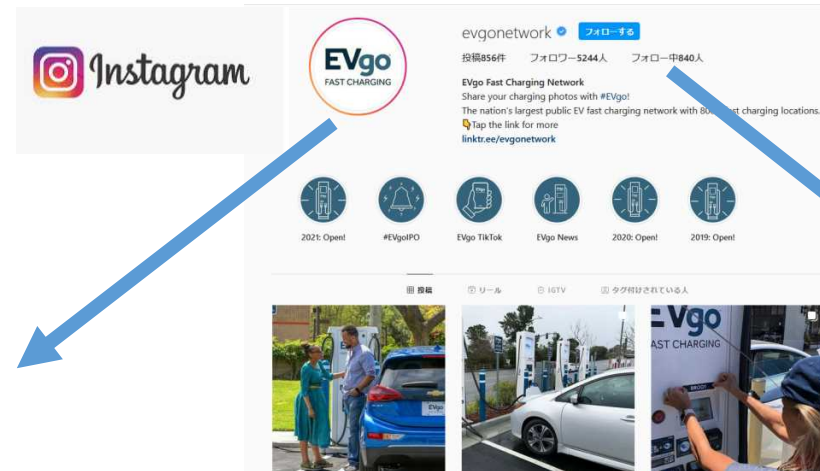 Instagram
EVgo
FAST CHARGING
evgonetwork フォローする
投稿856件 フォロワー5244人 フォロー中840人
EVgo Fast Charging Network
Share your charging photos with #EVgo!
The nation's largest public EV fast charging network with charging locations.
👇Tap the link for more
linktr.ee/evgonetwork
2021: Open! #EVgoIPO EVgo TikTok EVgo News 2020: Open! 2019: Open!
投稿 リール IGTV タグ付けされている人
EVgo
EVgo
FAST CHARGING